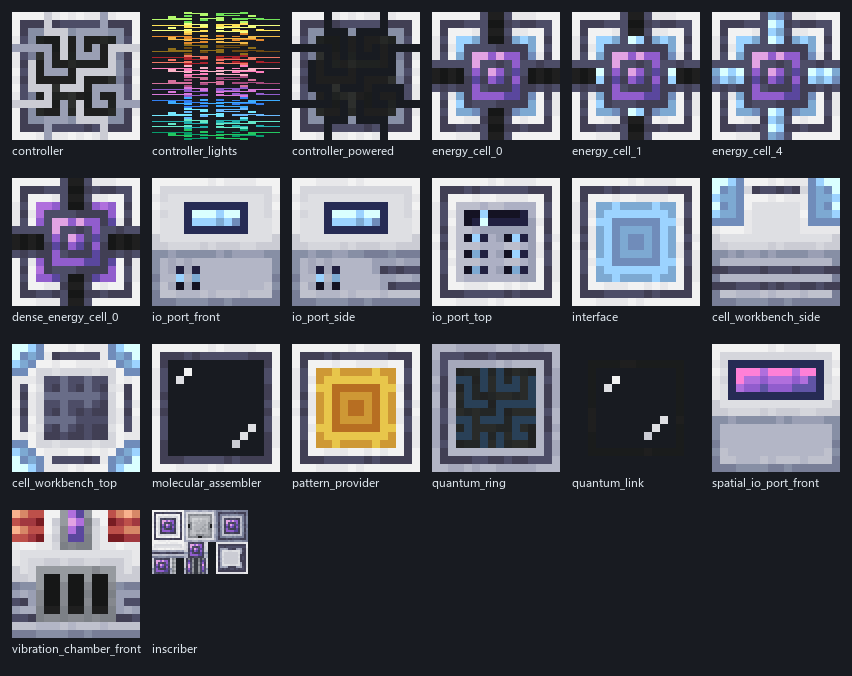 controller controller_lights controller_powered energy_cell_0 energy_cell_1 energy_cell_4
dense_energy_cell_0 io_port_front io_port_side io_port_top interface cell_workbench_side
cell_workbench_top molecular_assembler pattern_provider quantum_ring quantum_link spatial_io_port_front
vibration_chamber_front inscriber